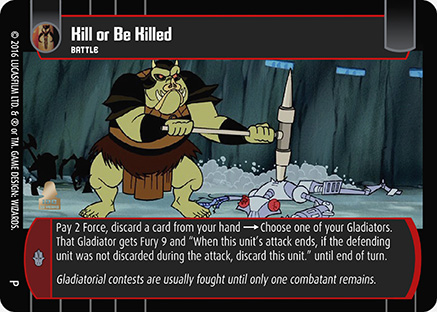 Kill or Be Killed
BATTLE
© 2016 LUCASFILM LTD. & ® or TM. GAME DESIGN: WIZARDS.
P
Pay 2 Force, discard a card from your hand → Choose one of your Gladiators.
That Gladiator gets Fury 9 and “When this unit’s attack ends, if the defending
unit was not discarded during the attack, discard this unit.” until end of turn.
Gladiatorial contests are usually fought until only one combatant remains.